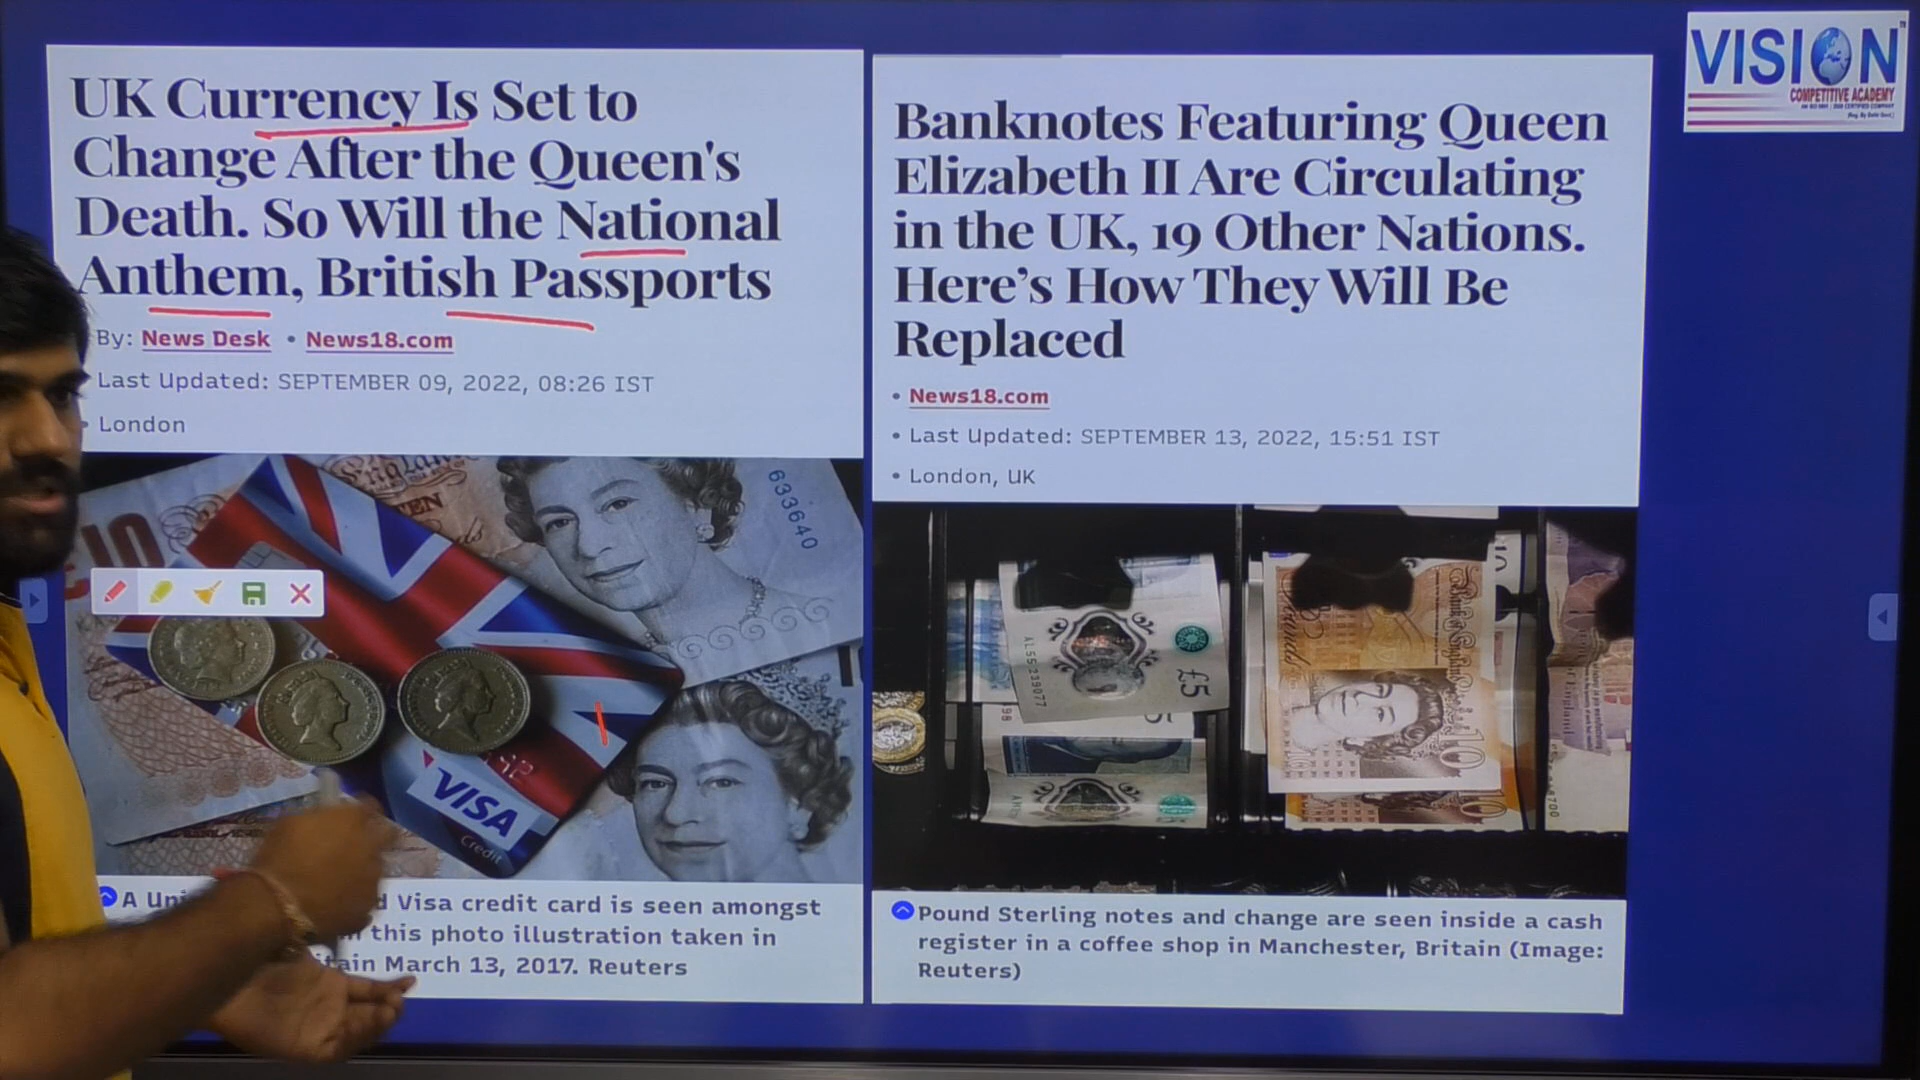 UK Currency Is Set to
Change After the Queen's
Death. So Will the National
Anthem, British Passports
By: News Desk • News18.com
Last Updated: SEPTEMBER 09, 2022, 08:26 IST
London
TEN
633640
VISA
Credit
A
Visa credit card is seen amongst
this photo illustration taken in
March 13, 2017. Reuters
Banknotes Featuring Queen
Elizabeth II Are Circulating
in the UK, 19 Other Nations.
Here's How They Will Be
Replaced
• News18.com
• Last Updated: SEPTEMBER 13, 2022, 15:51 IST
• London, UK
£5
10
Pound Sterling notes and change are seen inside a cash
register in a coffee shop in Manchester, Britain (Image:
Reuters)
VISION
COMPETITIVE ACADEMY